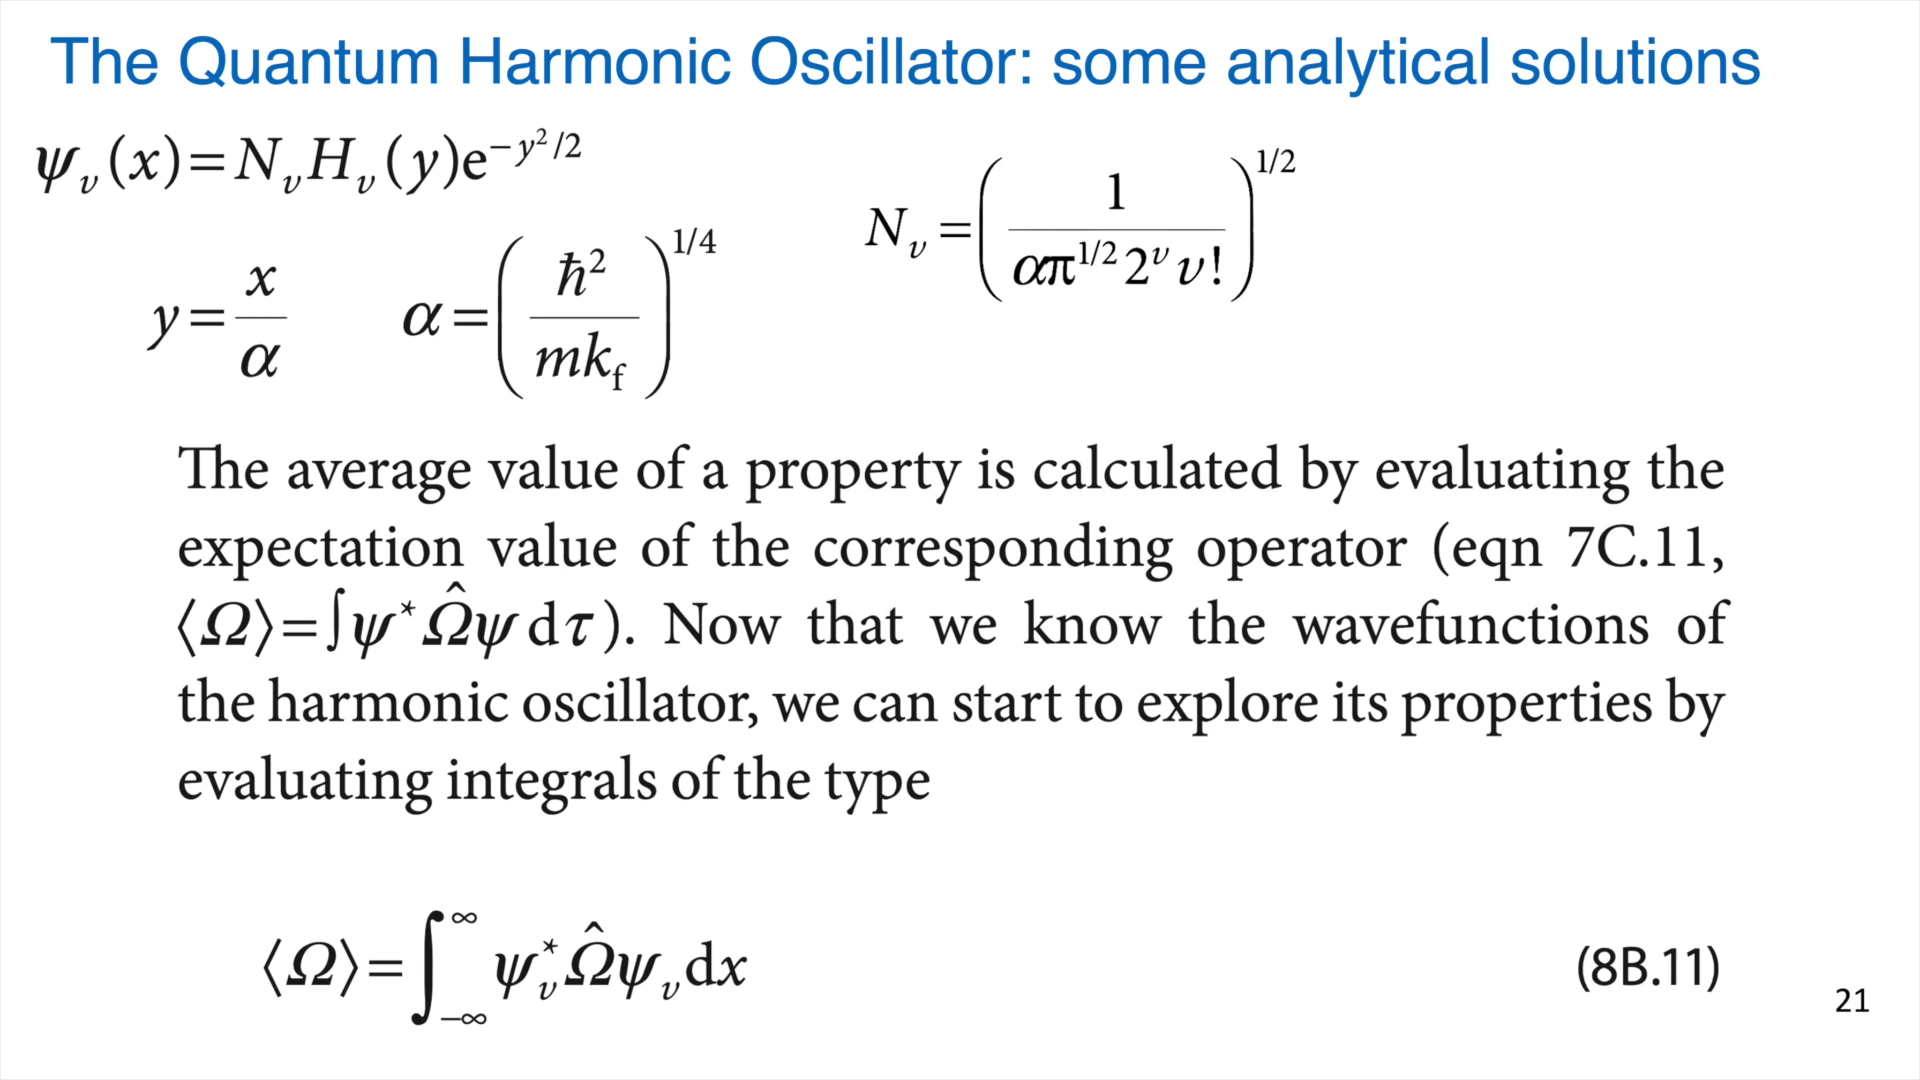 The Quantum Harmonic Oscillator: some analytical solutions
ψ_v(x)=N_vH_v(y)e^{−y²/2}
N_v=(1/(απ^{1/2}2^v v!))^{1/2}
y=x/α
α=(ħ²/(mk_f))^{1/4}
The average value of a property is calculated by evaluating the
expectation value of the corresponding operator (eqn 7C.11,
⟨Ω⟩=∫ψ*Ω̂ψdτ). Now that we know the wavefunctions of
the harmonic oscillator, we can start to explore its properties by
evaluating integrals of the type
⟨Ω⟩=∫_{−∞}^{∞}ψ_v*Ω̂ψ_vdx (8B.11)
21